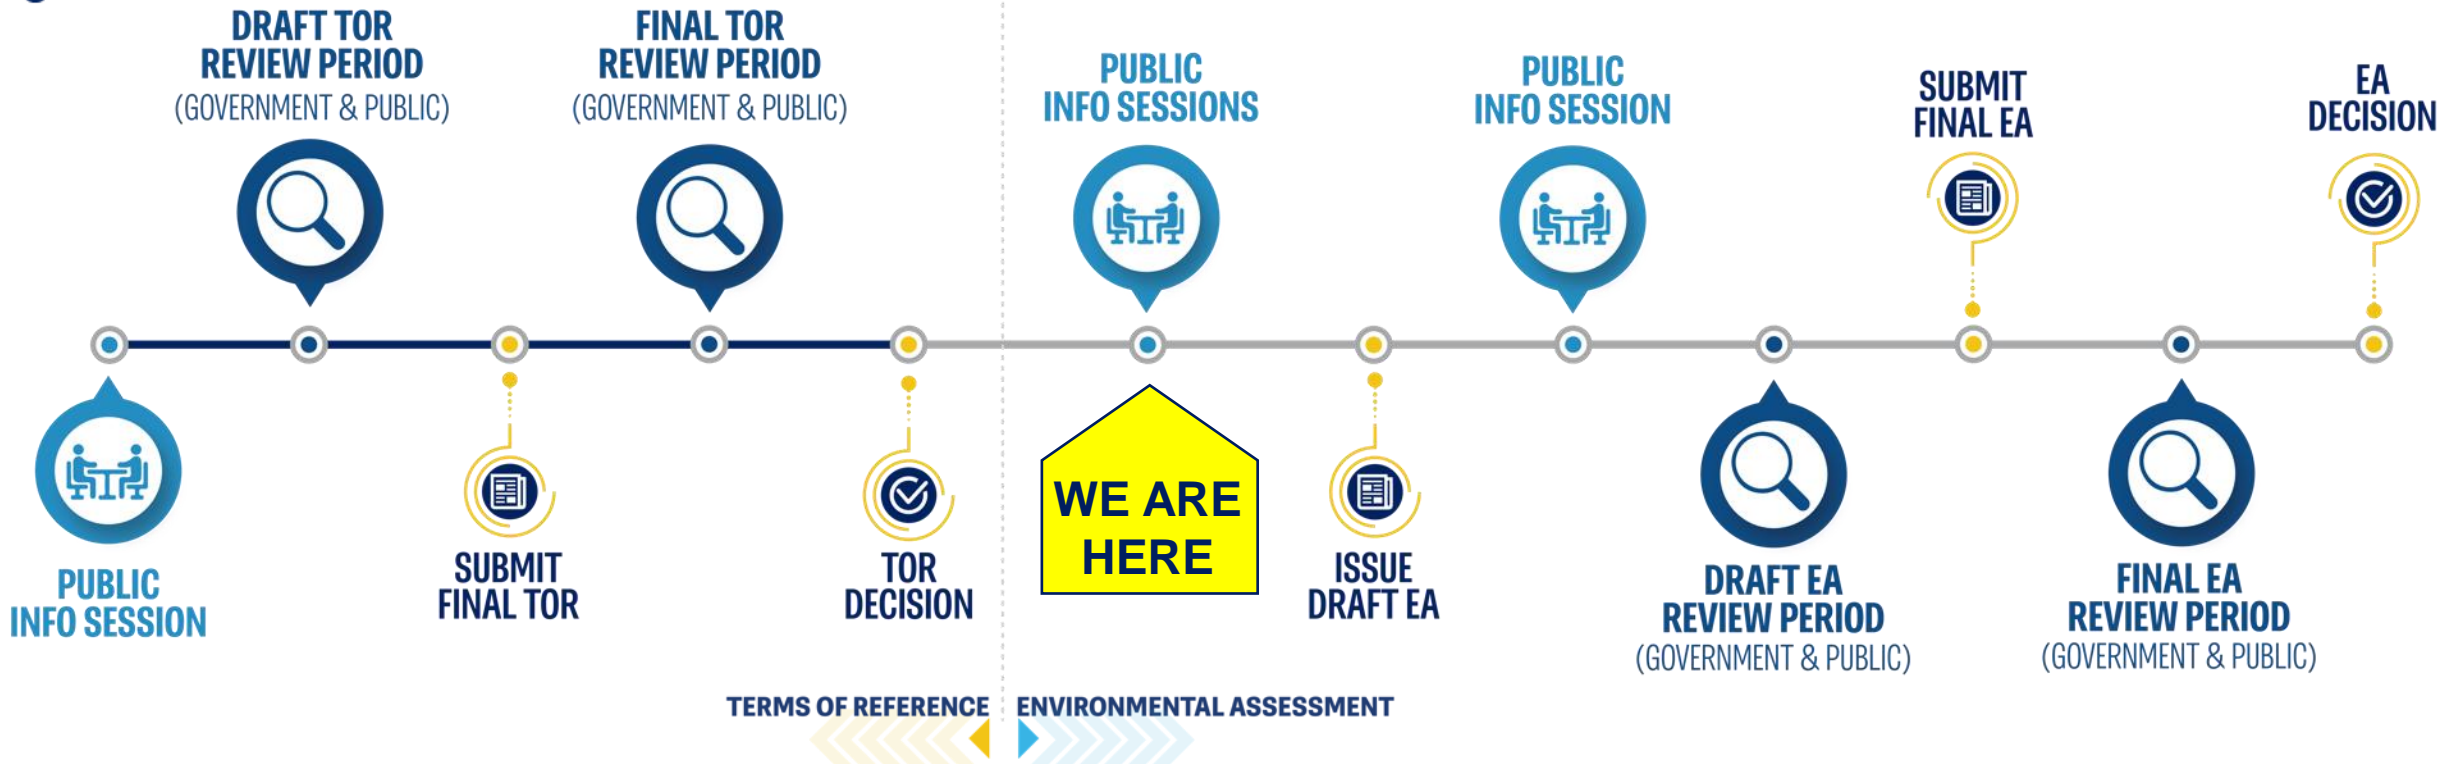 DRAFT TOR
REVIEW PERIOD
(GOVERNMENT & PUBLIC)
FINAL TOR
REVIEW PERIOD
(GOVERNMENT & PUBLIC)
PUBLIC
INFO SESSIONS
PUBLIC
INFO SESSION
SUBMIT
FINAL EA
EA
DECISION
PUBLIC
INFO SESSION
SUBMIT
FINAL TOR
TOR
DECISION
WE ARE
HERE
ISSUE
DRAFT EA
DRAFT EA
REVIEW PERIOD
(GOVERNMENT & PUBLIC)
FINAL EA
REVIEW PERIOD
(GOVERNMENT & PUBLIC)
TERMS OF REFERENCE
ENVIRONMENTAL ASSESSMENT